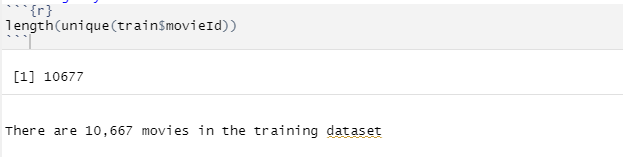 ```{r}
length(unique(train$movieId))
```
[1] 10677
There are 10,667 movies in the training dataset